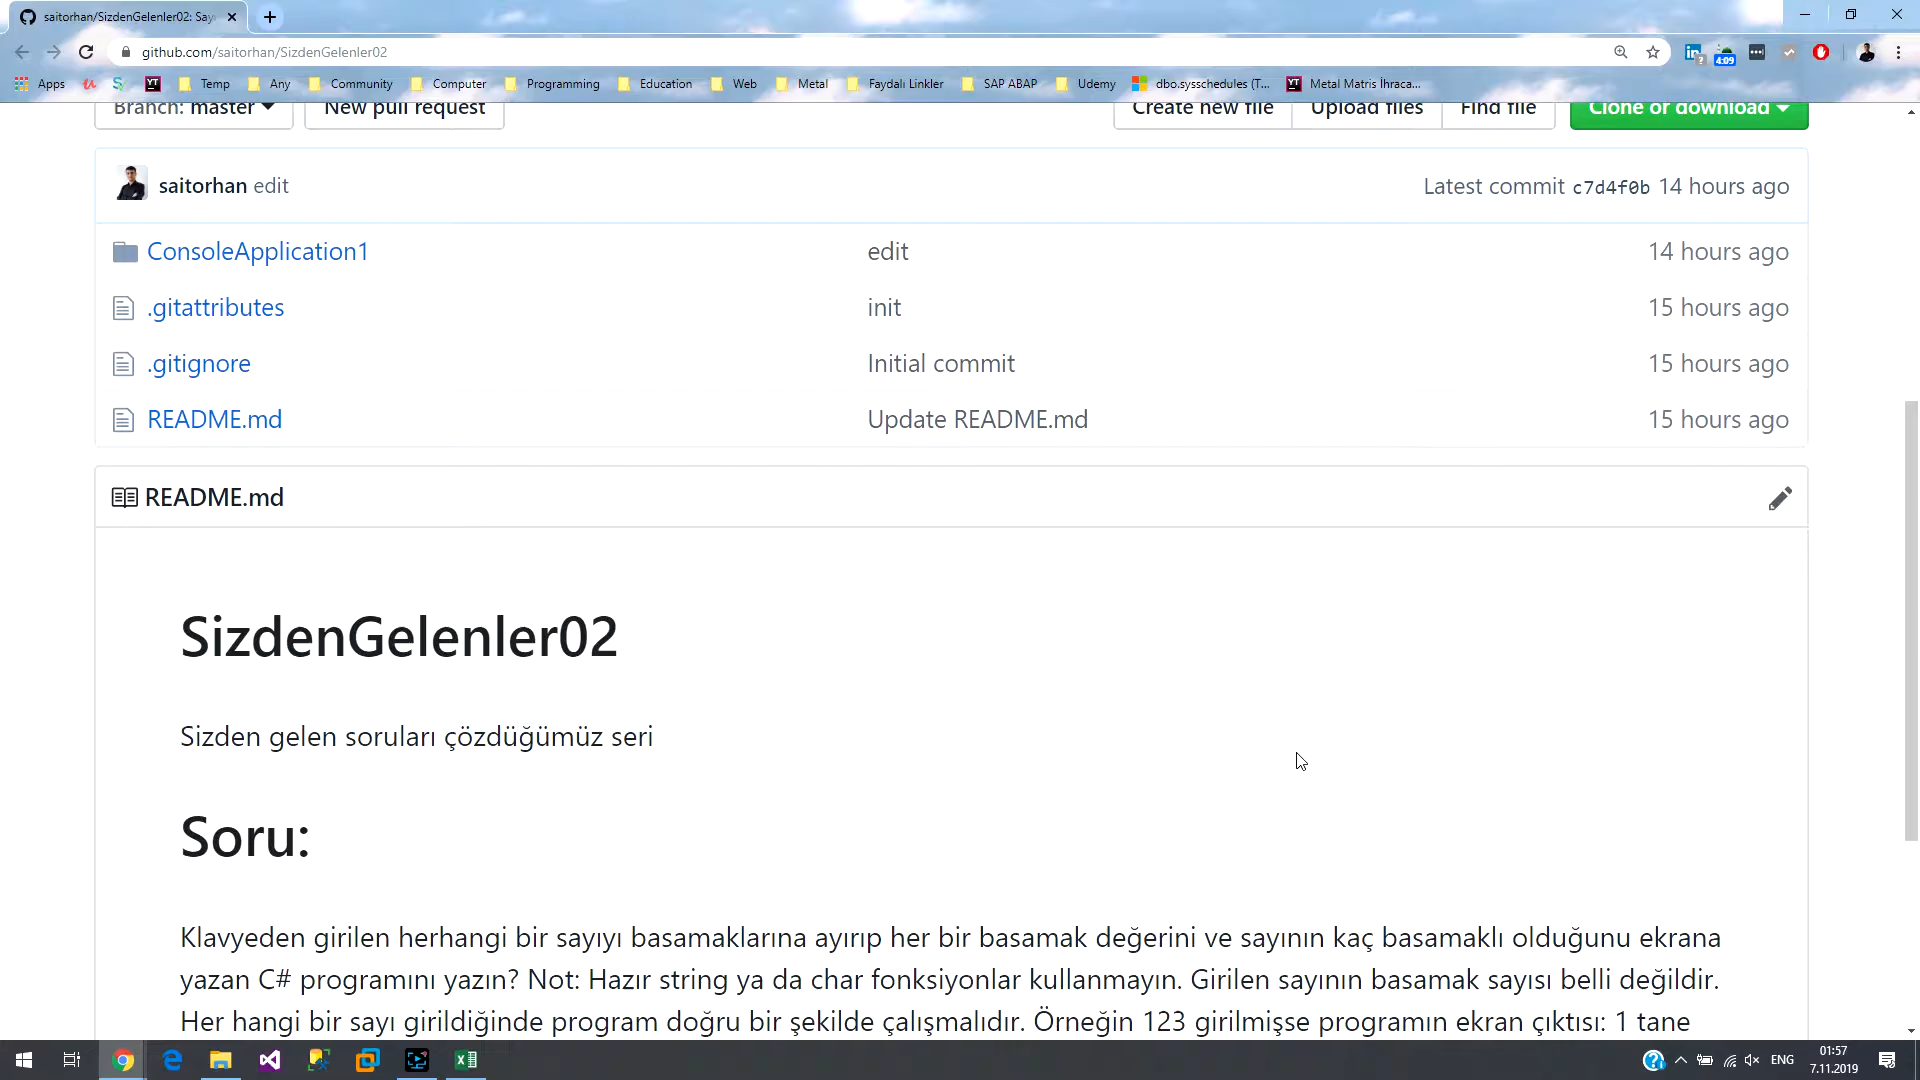 saitorhan/SizdenGelenler02: Say
github.com/saitorhan/SizdenGelenler02
4:09
Apps
YT
Temp
Any
Community
Computer
Programming
Education
Web
Metal
Faydalı Linkler
SAP ABAP
Udemy
dbo.sysschedules (T...
YT
Metal Matris İhraca...
Branch: master
New pull request
Create new file
Upload files
Find file
Clone or download
saitorhan edit
Latest commit c7d4f0b 14 hours ago
ConsoleApplication1
edit
14 hours ago
.gitattributes
init
15 hours ago
.gitignore
Initial commit
15 hours ago
README.md
Update README.md
15 hours ago
README.md
SizdenGelenler02
Sizden gelen soruları çözdüğümüz seri
Soru:
Klavyeden girilen herhangi bir sayıyı basamaklarına ayırıp her bir basamak değerini ve sayının kaç basamaklı olduğunu ekrana
yazan C# programını yazın? Not: Hazır string ya da char fonksiyonlar kullanmayın. Girilen sayının basamak sayısı belli değildir.
Her hangi bir sayı girildiğinde program doğru bir şekilde çalışmalıdır. Örneğin 123 girilmişse programın ekran çıktısı: 1 tane
ENG
01:57
7.11.2019